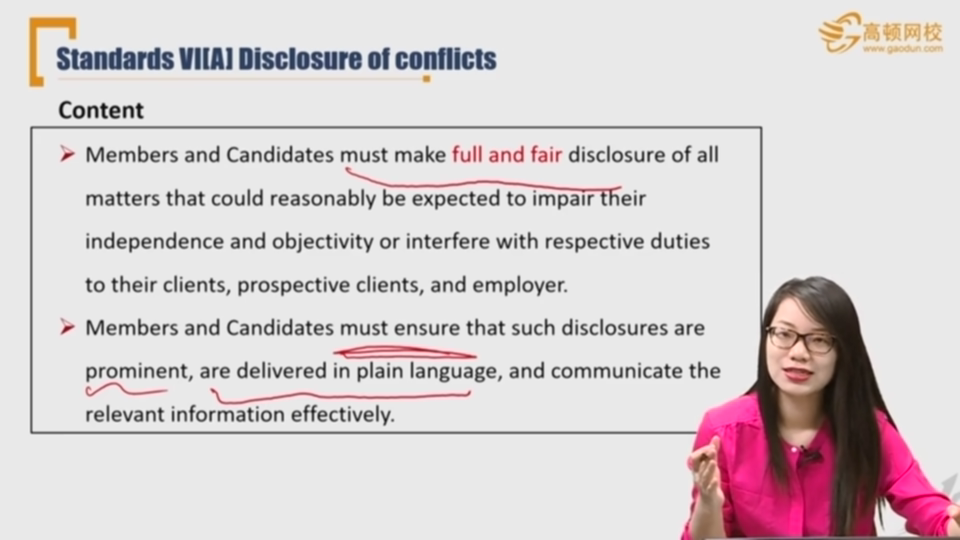 Standards VI[A] Disclosure of conflicts
高顿网校
www.gaodun.com
Content
Members and Candidates must make full and fair disclosure of all
matters that could reasonably be expected to impair their
independence and objectivity or interfere with respective duties
to their clients, prospective clients, and employer.
Members and Candidates must ensure that such disclosures are
prominent, are delivered in plain language, and communicate the
relevant information effectively.